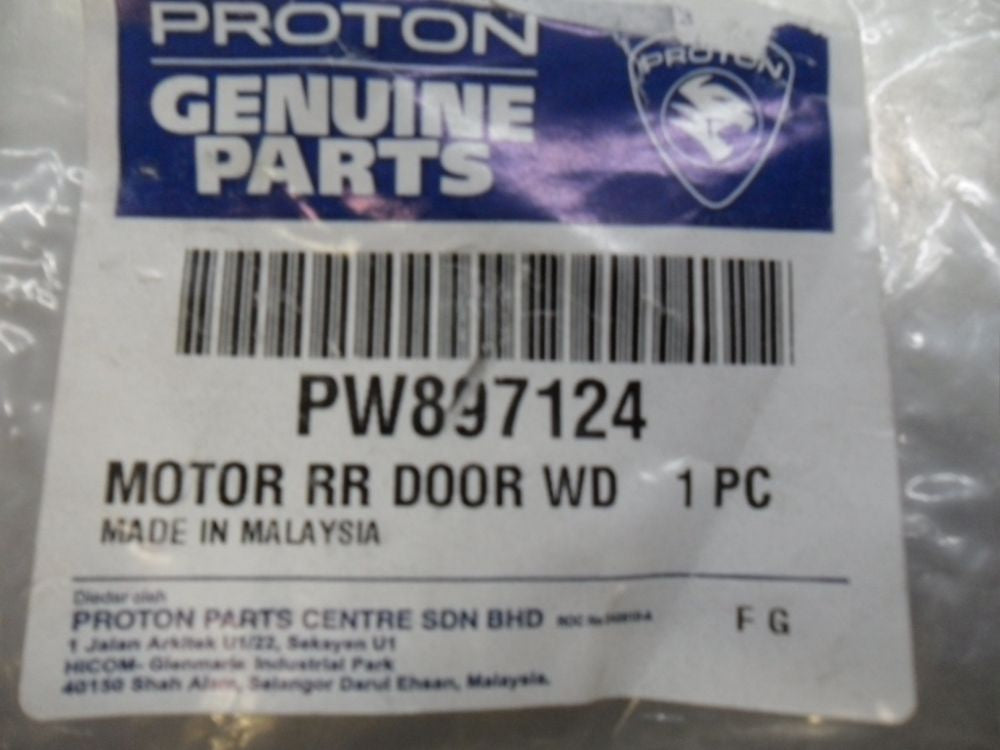 PROTON
GENUINE
PARTS
PROTON
PW897124
MOTOR RR DOOR WD 1 PC
MADE IN MALAYSIA
Diedar oleh
PROTON PARTS CENTRE SDN BHD F G
1 Jalan Arkitek U1/22, Seksyen U1
HICOM- Glenmarie Industrial Park
40150 Shah Alam, Selangor Darul Ehsan, Malaysia.